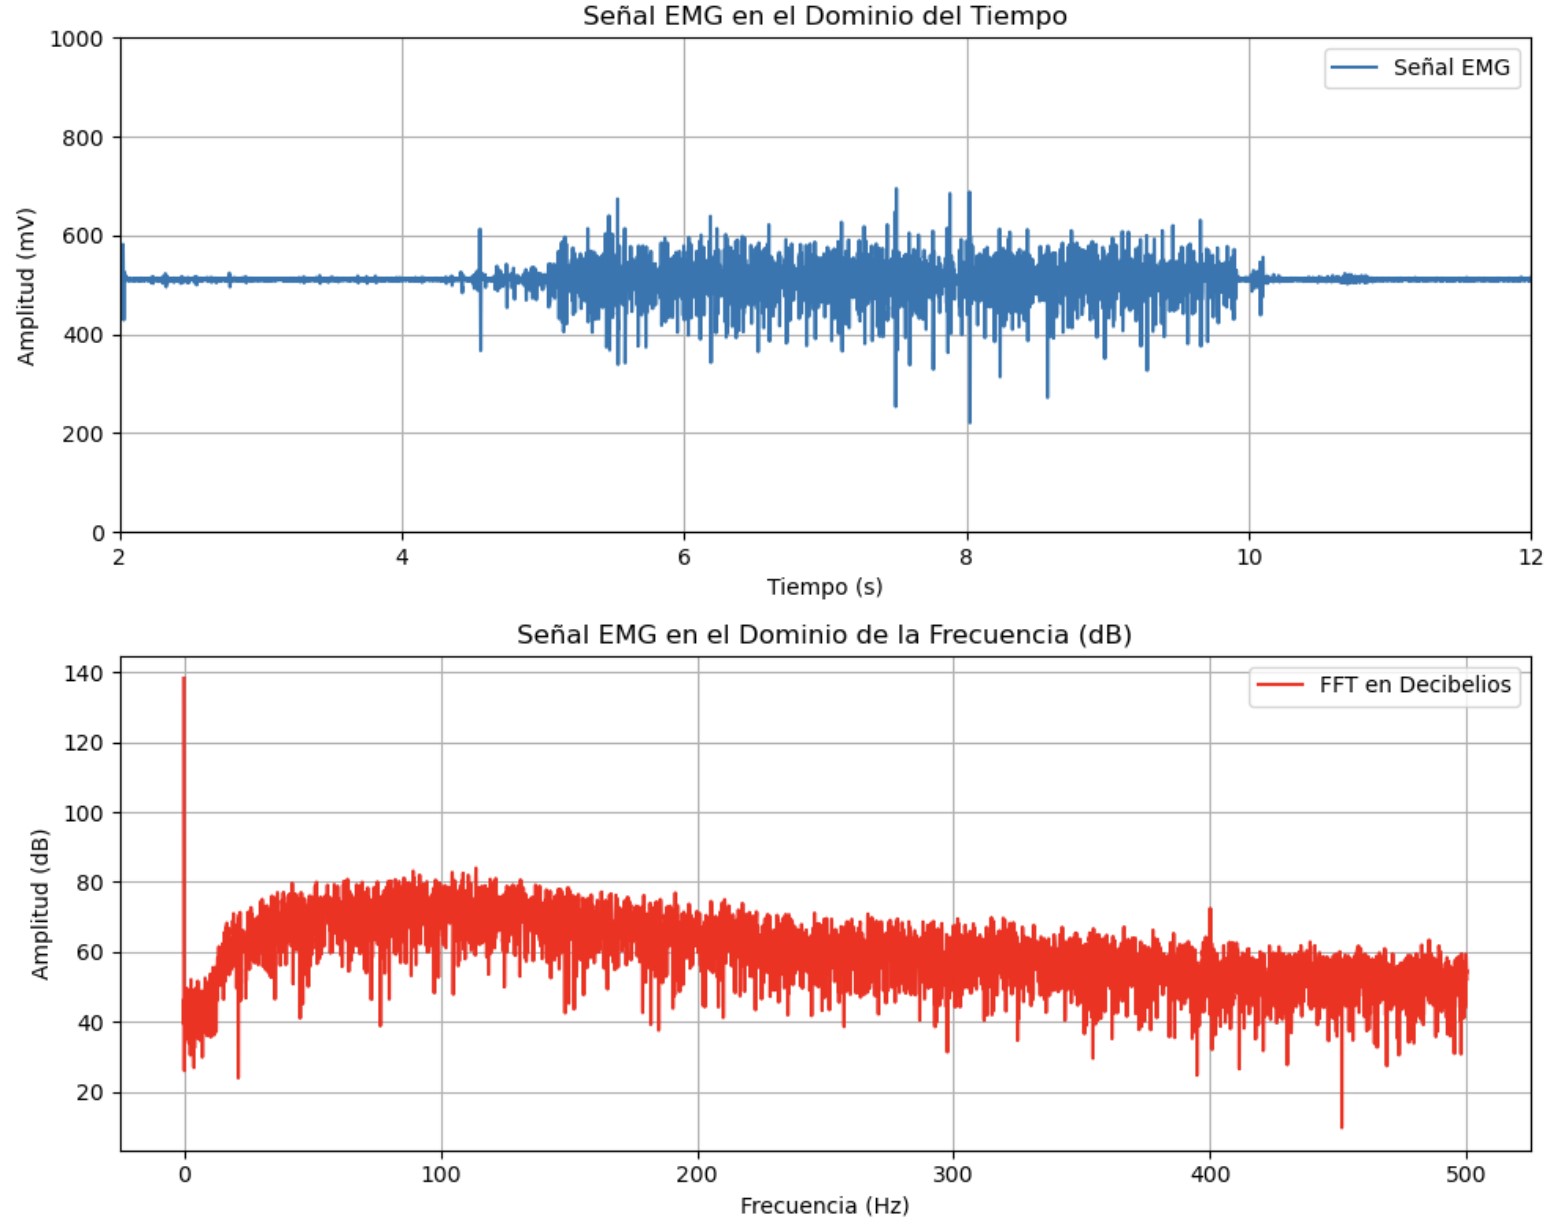 Señal EMG en el Dominio del Tiempo
1000
800
600
400
200
0
Amplitud (mV)
Señal EMG
2 4 6 8 10 12
Tiempo (s)
Señal EMG en el Dominio de la Frecuencia (dB)
140
120
100
80
60
40
20
Amplitud (dB)
FFT en Decibelios
0 100 200 300 400 500
Frecuencia (Hz)